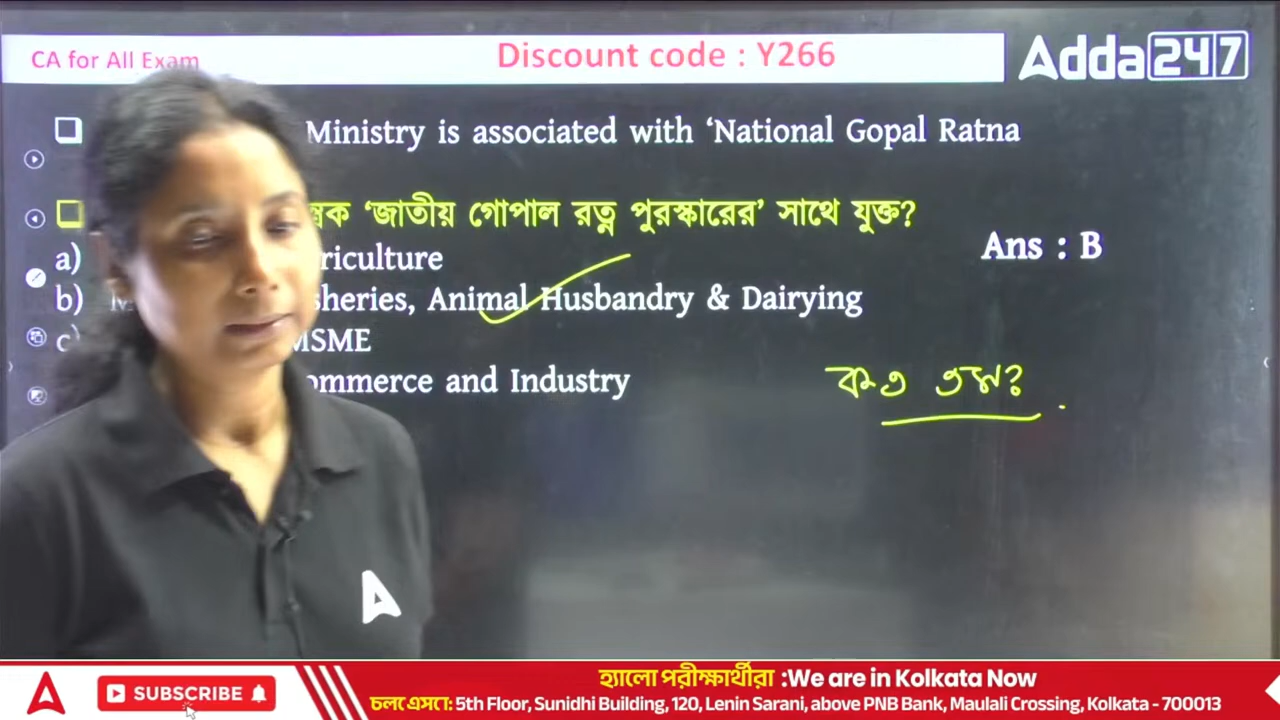 CA for All Exam
Discount code : Y266
Adda247
Ministry is associated with ‘National Gopal Ratna
ন্ত্রক ‘জাতীয় গোপাল রত্ন পুরস্কারের’ সাথে যুক্ত?
a) riculture
Ans : B
b) M sheries, Animal Husbandry & Dairying
c) MSME
ommerce and Industry
কত তম?
A
A
SUBSCRIBE
হ্যালো পরীক্ষার্থীরা :We are in Kolkata Now
চলে এসো: 5th Floor, Sunidhi Building, 120, Lenin Sarani, above PNB Bank, Maulali Crossing, Kolkata - 700013